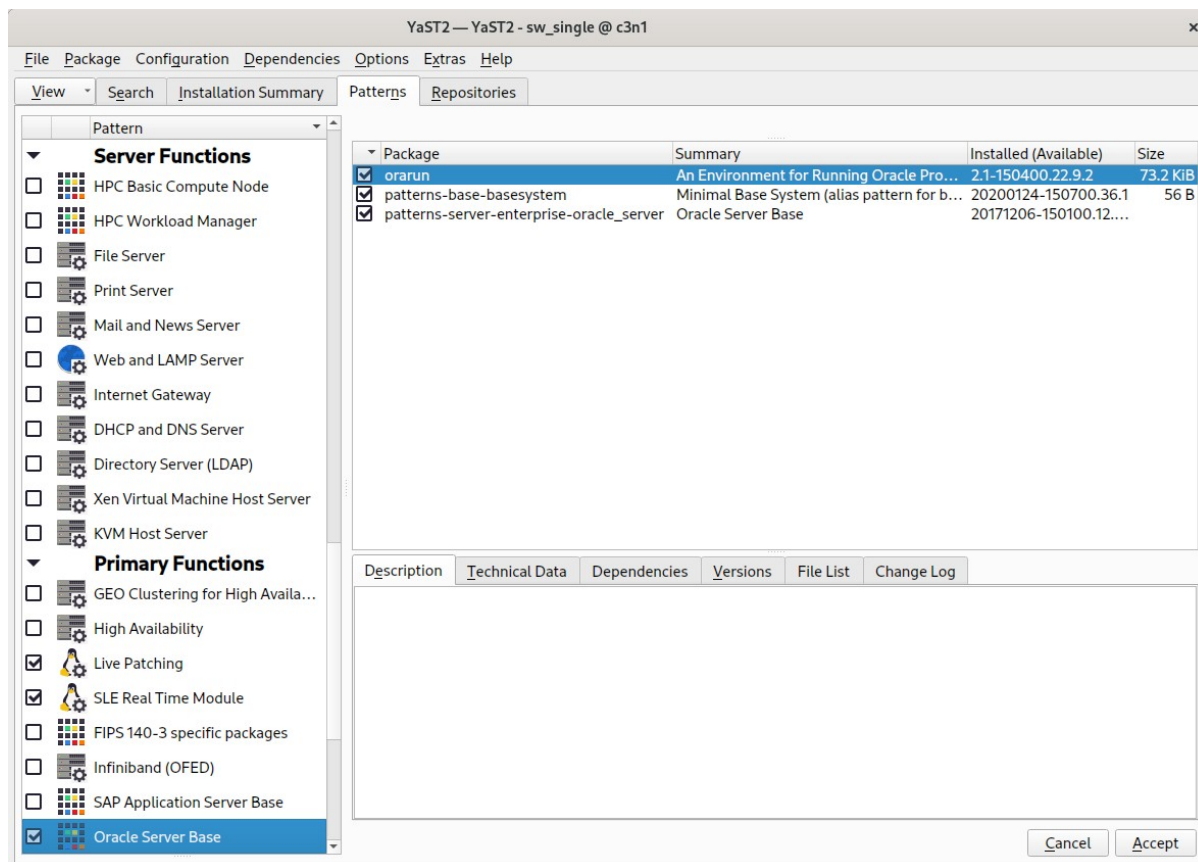 YaST2 — YaST2 - sw_single @ c3n1
File Package Configuration Dependencies Options Extras Help
View Search Installation Summary Patterns Repositories
Pattern
Server Functions
HPC Basic Compute Node
HPC Workload Manager
File Server
Print Server
Mail and News Server
Web and LAMP Server
Internet Gateway
DHCP and DNS Server
Directory Server (LDAP)
Xen Virtual Machine Host Server
KVM Host Server
Primary Functions
GEO Clustering for High Availa...
High Availability
Live Patching
SLE Real Time Module
FIPS 140-3 specific packages
Infiniband (OFED)
SAP Application Server Base
Oracle Server Base
Package Summary Installed (Available) Size
orarun An Environment for Running Oracle Pro... 2.1-150400.22.9.2 73.2 KiB
patterns-base-basesystem Minimal Base System (alias pattern for b... 20200124-150700.36.1 56 B
patterns-server-enterprise-oracle_server Oracle Server Base 20171206-150100.12....
Description Technical Data Dependencies Versions File List Change Log
Cancel Accept